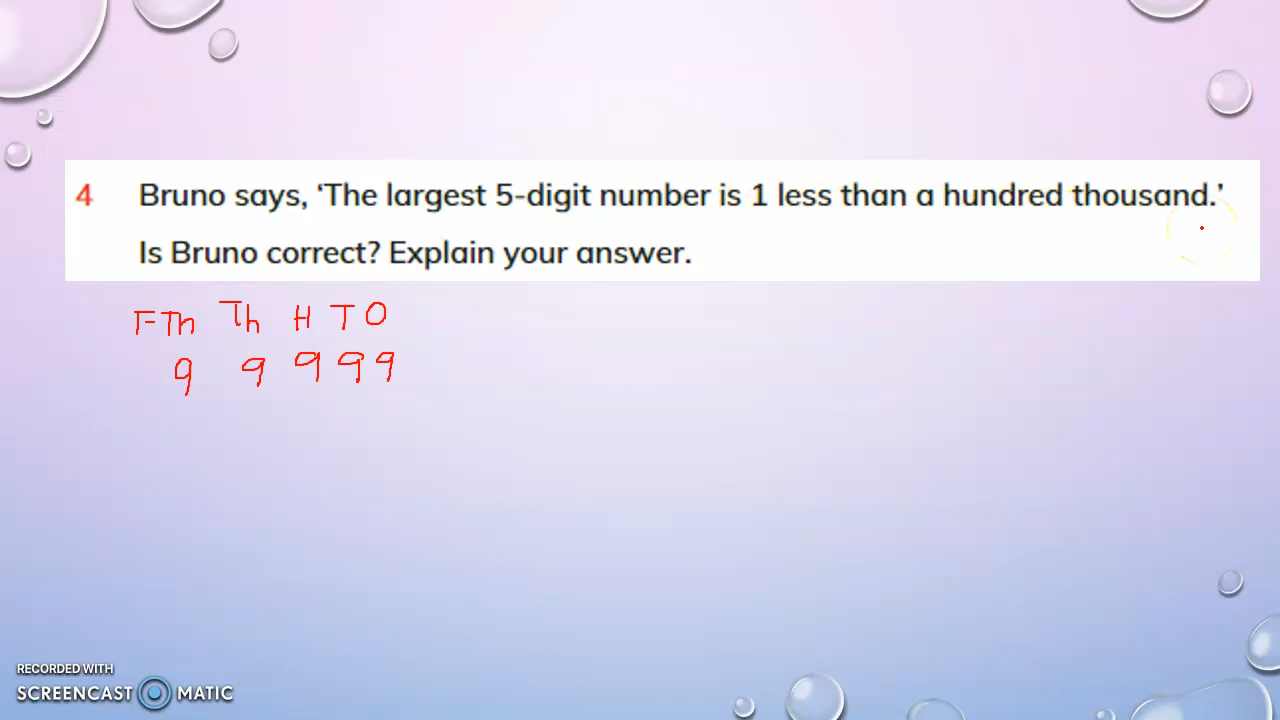 4 Bruno says, ‘The largest 5-digit number is 1 less than a hundred thousand.’
Is Bruno correct? Explain your answer.
F Th Th H T O
9 9 9 9 9
RECORDED WITH
SCREENCAST MATIC